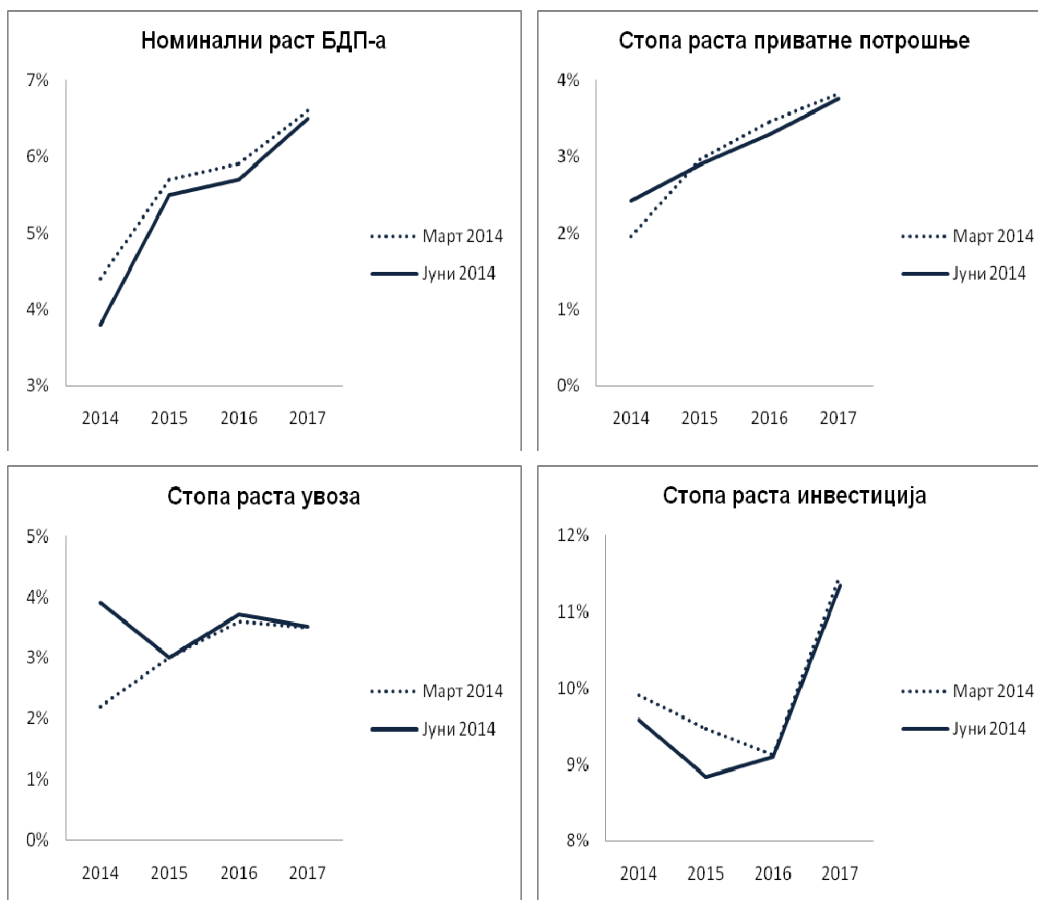 Номинални раст БДП-а
7%
6%
5%
4%
3%
2014 2015 2016 2017
Март 2014
Јуни 2014
Стопа раста приватне потрошње
4%
3%
2%
1%
0%
2014 2015 2016 2017
Март 2014
Јуни 2014
Стопа раста увоза
5%
4%
3%
2%
1%
0%
2014 2015 2016 2017
Март 2014
Јуни 2014
Стопа раста инвестиција
12%
11%
10%
9%
8%
2014 2015 2016 2017
Март 2014
Јуни 2014